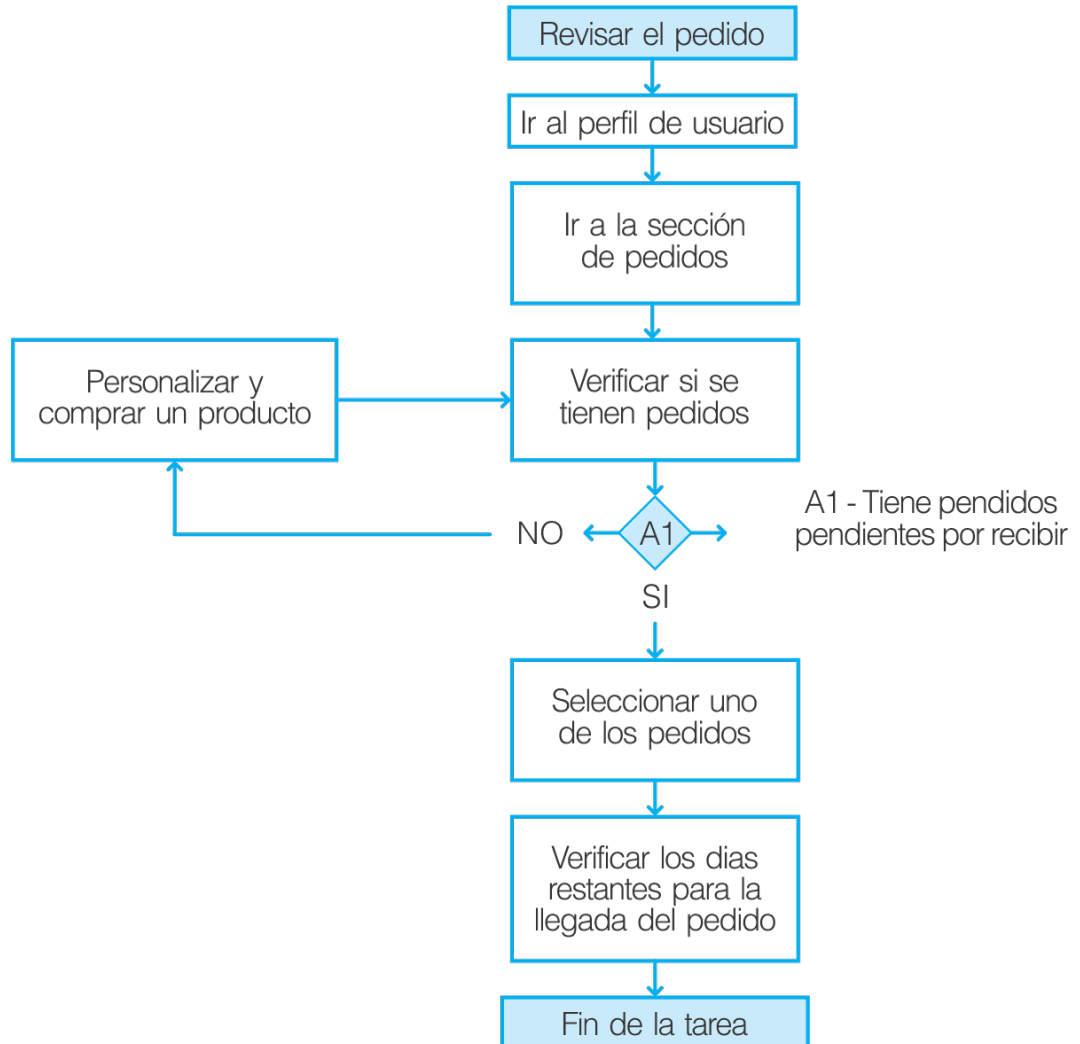 Revisar el pedido
Ir al perfil de usuario
Ir a la sección
de pedidos
Personalizar y
comprar un producto
Verificar si se
tienen pedidos
NO
A1
A1 - Tiene pendidos
pendientes por recibir
SI
Seleccionar uno
de los pedidos
Verificar los dias
restantes para la
llegada del pedido
Fin de la tarea